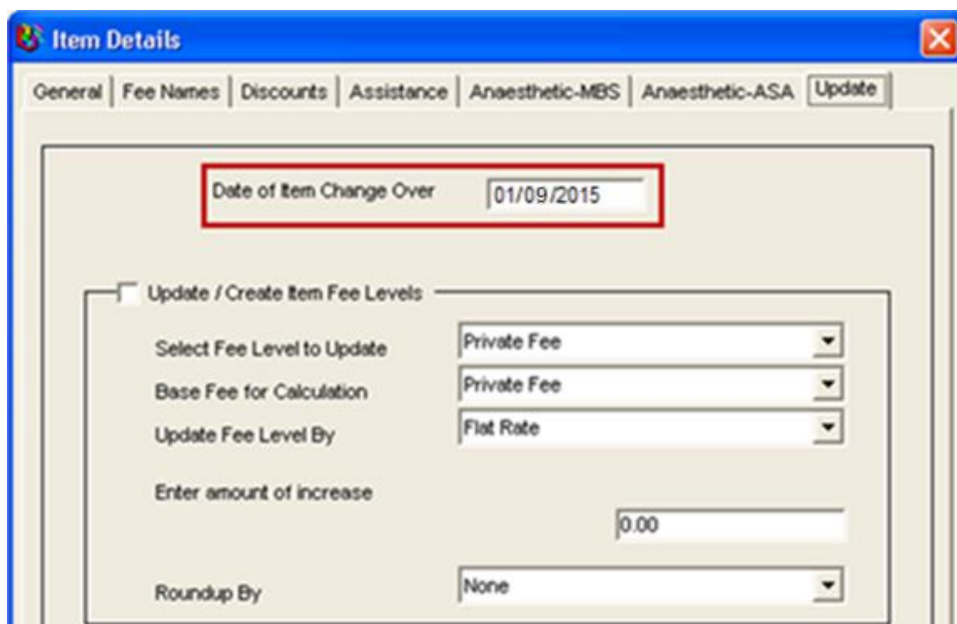 Item Details
General Fee Names Discounts Assistance Anaesthetic-MBS Anaesthetic-ASA Update
Date of Item Change Over 01/09/2015
Update / Create Item Fee Levels
Select Fee Level to Update Private Fee
Base Fee for Calculation Private Fee
Update Fee Level By Flat Rate
Enter amount of increase
0.00
Roundup By None